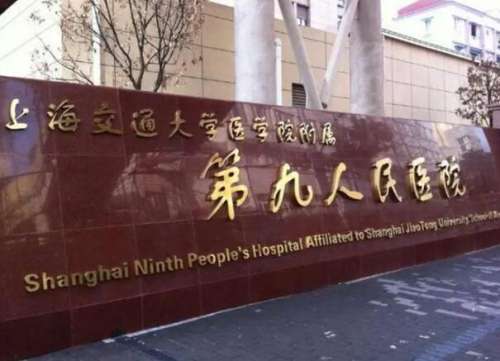 上海交通大学医学院附属
第九人民医院
Shanghai Ninth People's Hospital Affiliated to Shanghai JiaoTong University School